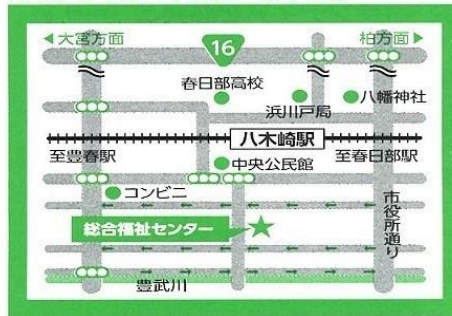 ◀大宮方面
16
柏方面▶
春日部高校
浜川戸局
八幡神社
八木崎駅
至豊春駅
中央公民館
至春日部駅
コンビニ
市役所通り
総合福祉センター
豊武川